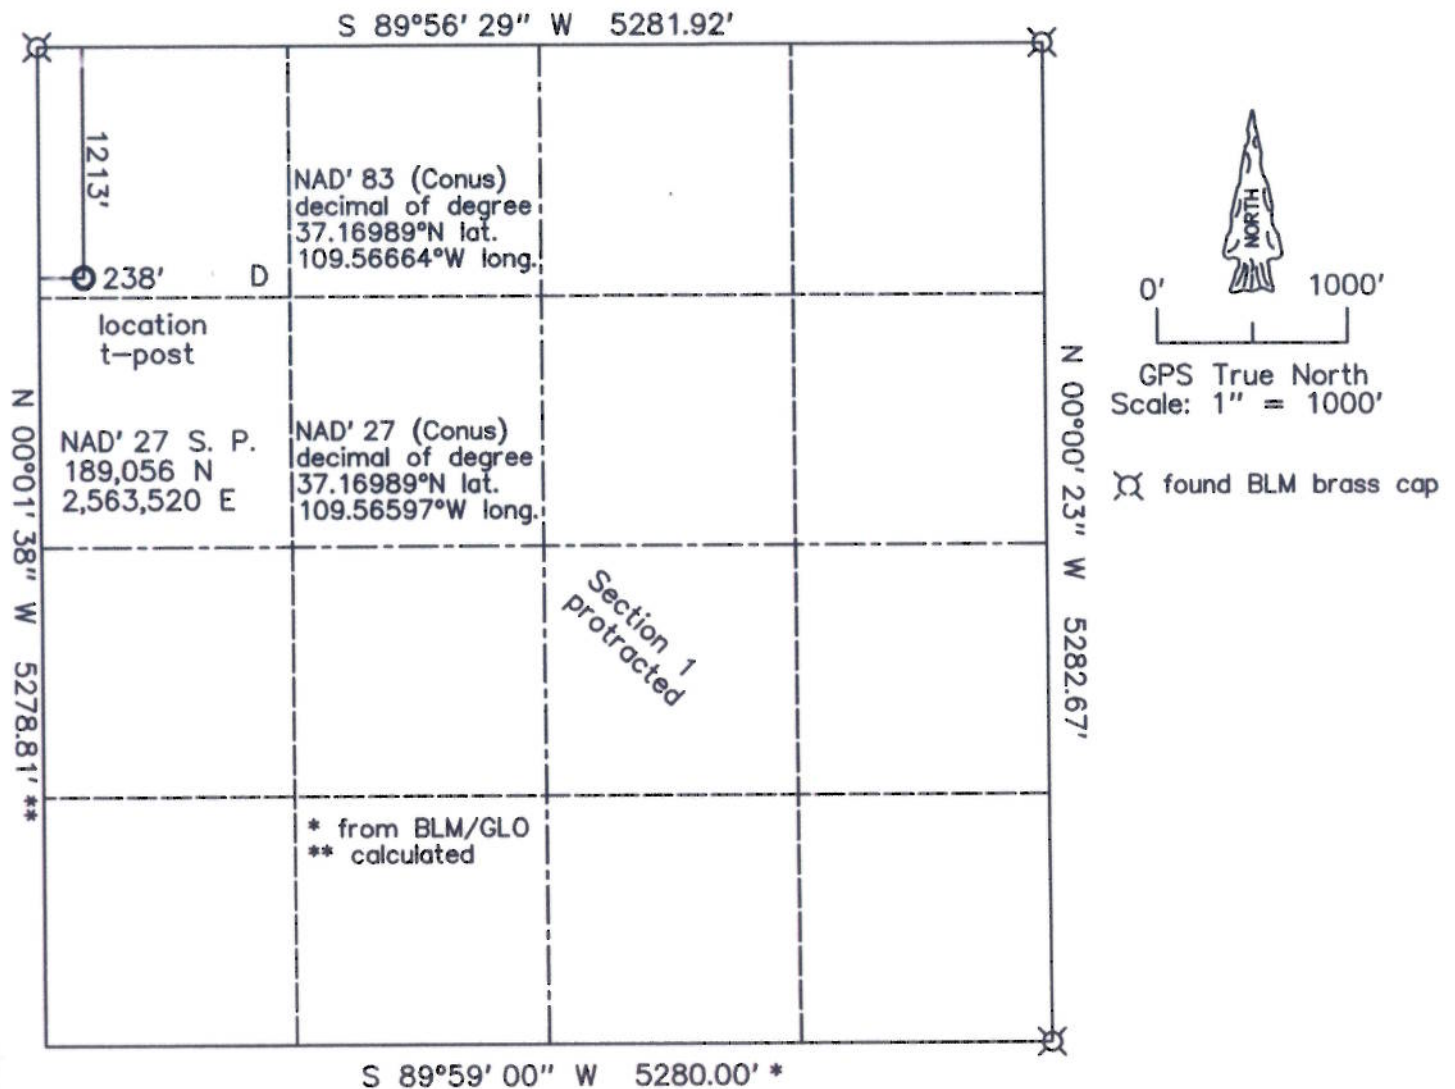 S 89°56' 29" W 5281.92'
1213'
NAD' 83 (Conus)
decimal of degree
37.16989°N lat.
109.56664°W long.
238' D
location
t-post
NORTH
0' 1000'
GPS True North
Scale: 1" = 1000'
¤ found BLM brass cap
N 00°01' 38" W 5278.81' **
NAD' 27 S. P.
189,056 N
2,563,520 E
NAD' 27 (Conus)
decimal of degree
37.16989°N lat.
109.56597°W long.
N 00°00' 23" W 5282.67'
Section 1
protracted
* from BLM/GLO
** calculated
S 89°59' 00" W 5280.00' *